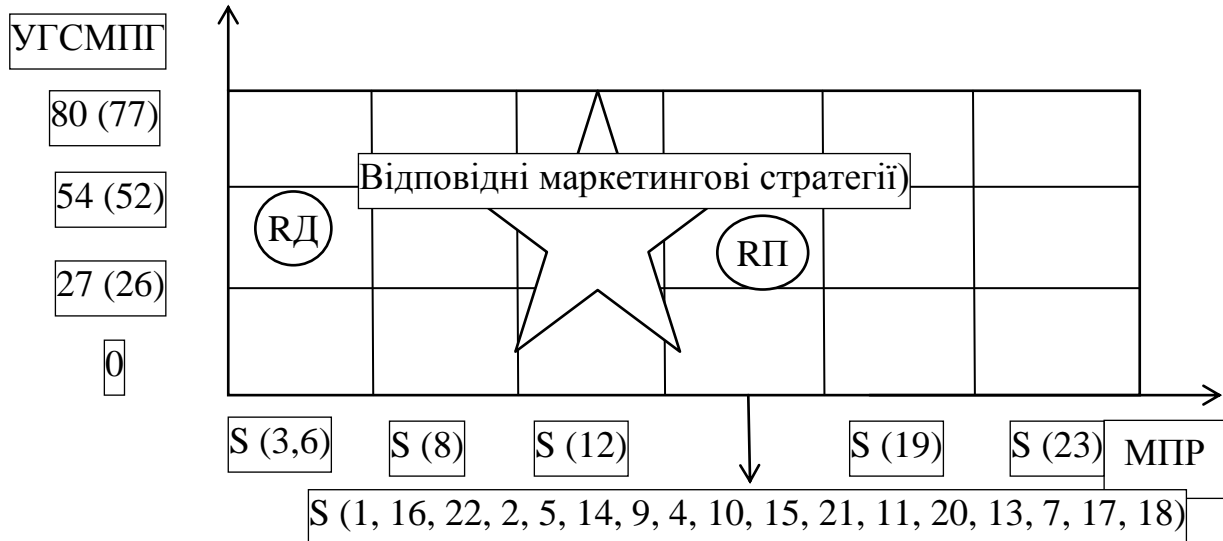 УГСМПГ
80 (77)
Відповідні маркетингові стратегії)
54 (52)
RД
RП
27 (26)
0
S (3,6)
S (8)
S (12)
S (19)
S (23)
МПР
S (1, 16, 22, 2, 5, 14, 9, 4, 10, 15, 21, 11, 20, 13, 7, 17, 18)